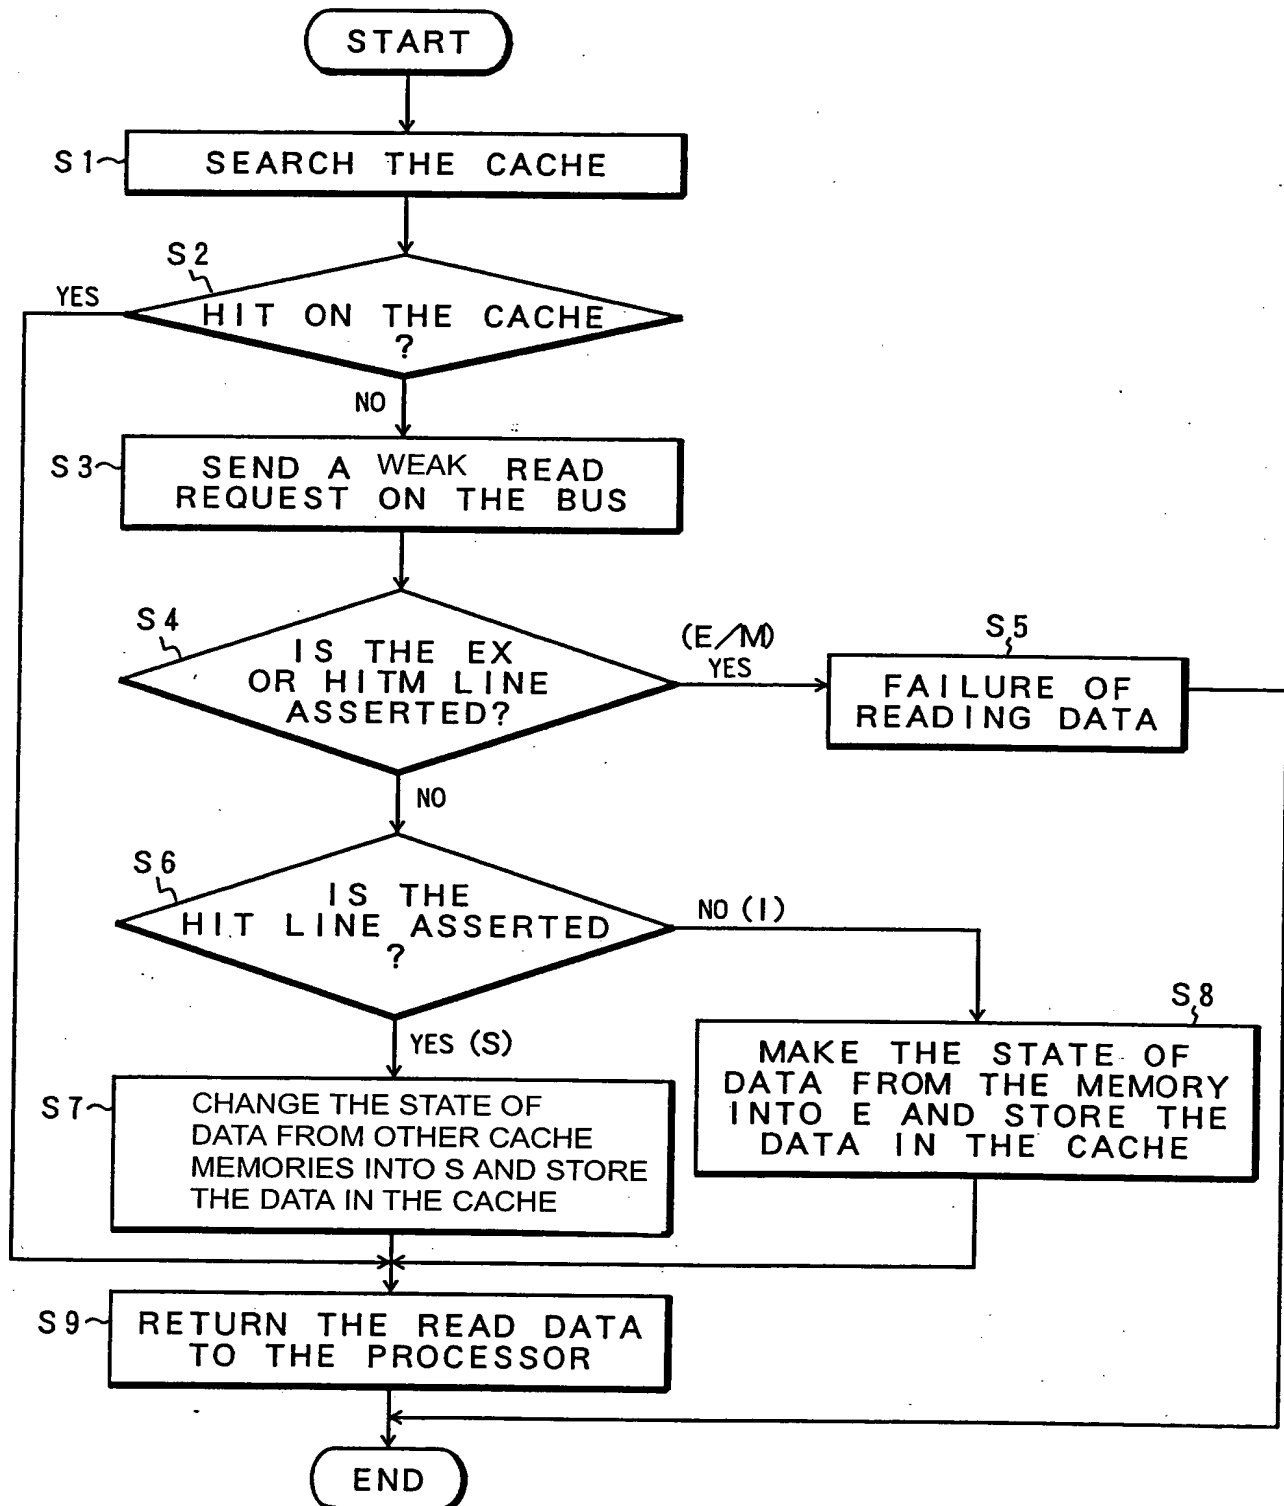 START
S1
SEARCH THE CACHE
S2
YES
HIT ON THE CACHE
?
NO
S3
SEND A WEAK READ
REQUEST ON THE BUS
S4
IS THE EX
OR HITM LINE
ASSERTED?
(E/M)
YES
S5
FAILURE OF
READING DATA
NO
S6
IS THE
HIT LINE ASSERTED
?
NO (I)
YES (S)
S7
CHANGE THE STATE OF
DATA FROM OTHER CACHE
MEMORIES INTO S AND STORE
THE DATA IN THE CACHE
S8
MAKE THE STATE OF
DATA FROM THE MEMORY
INTO E AND STORE THE
DATA IN THE CACHE
S9
RETURN THE READ DATA
TO THE PROCESSOR
END